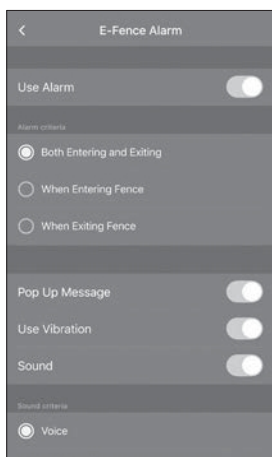 E-Fence Alarm
Use Alarm
Alarm criteria
Both Entering and Exiting
When Entering Fence
When Exiting Fence
Pop Up Message
Use Vibration
Sound
Sound criteria
Voice